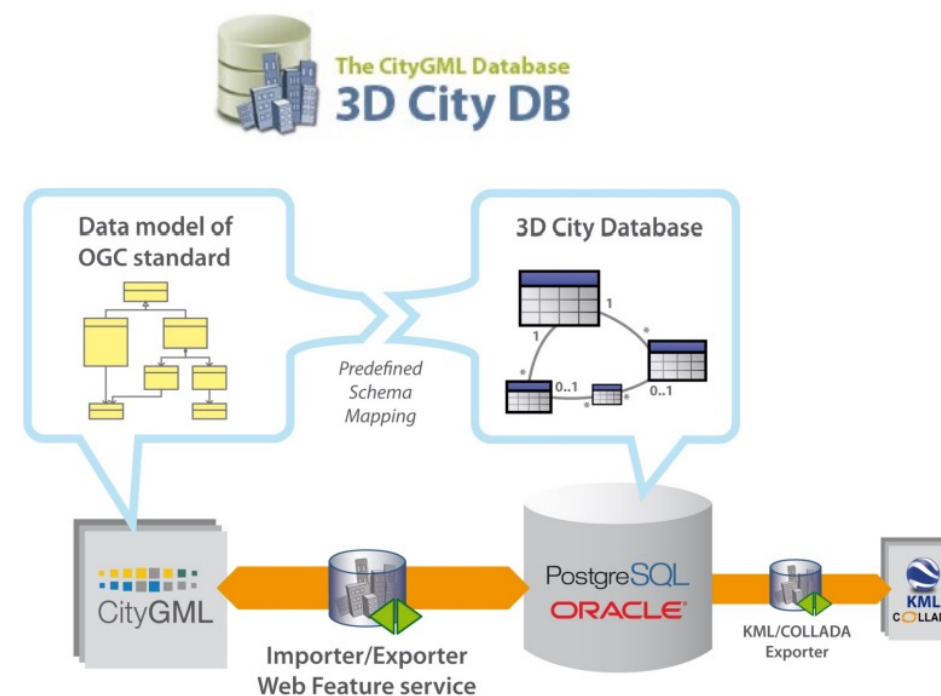 The CityGML Database
3D City DB
Data model of
OGC standard
3D City Database
1
1
*
*
0..1
*
*
0..1
Predefined
Schema
Mapping
CityGML
PostgreSQL
ORACLE
KML
KML/COLLADA
Exporter
Importer/Exporter
Web Feature service